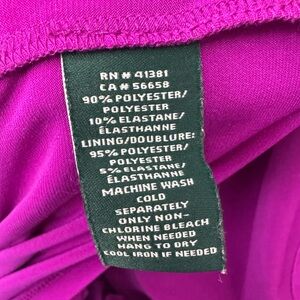 RN # 41381
CA # 56658
90% POLYESTER/
POLYESTER
10% ELASTANE/
ÉLASTHANNE
LINING/DOUBLURE:
95% POLYESTER/
POLYESTER
5% ELASTANE/
ÉLASTHANNE
MACHINE WASH
COLD
SEPARATELY
ONLY NON-
CHLORINE BLEACH
WHEN NEEDED
HANG TO DRY
COOL IRON IF NEEDED